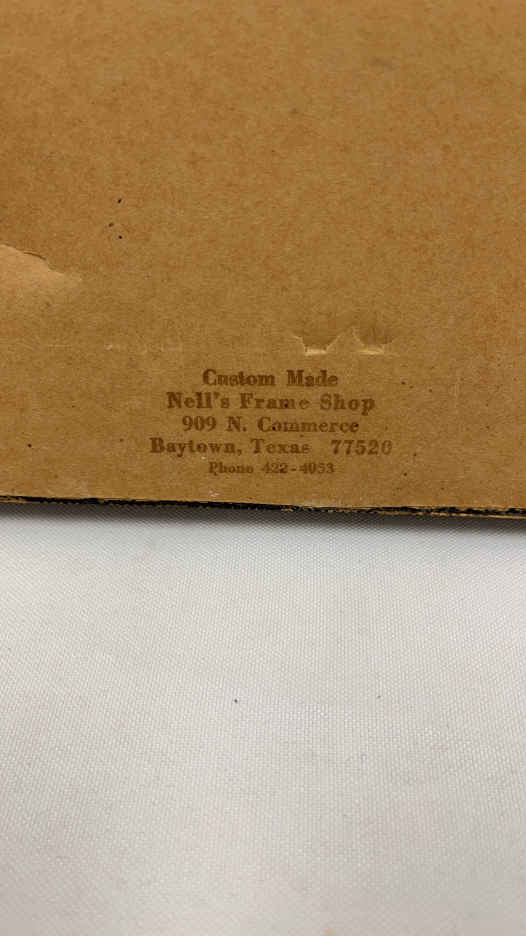 Custom Made
Nell's Frame Shop
909 N. Commerce
Baytown, Texas 77520
Phone 422-4053